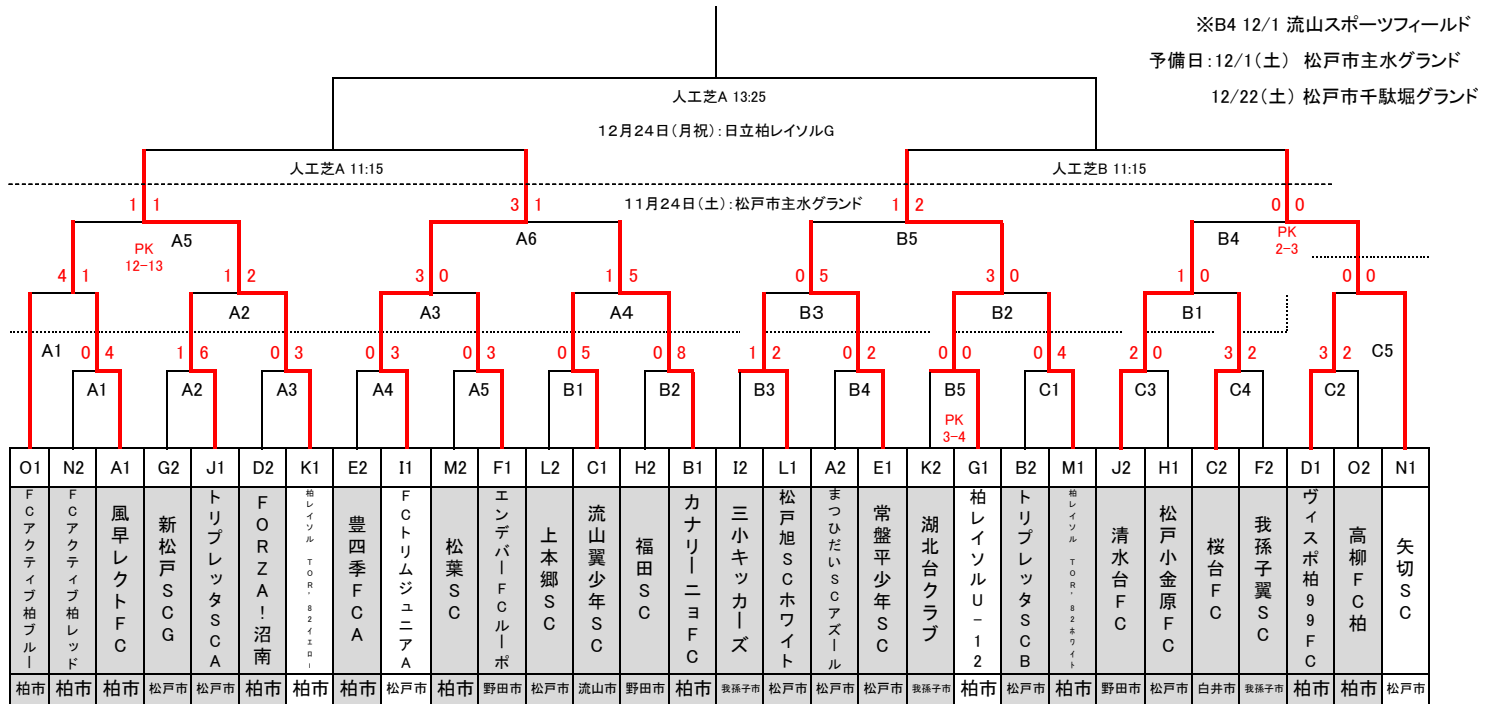 ※B4 12/1 流山スポーツフィールド
予備日：12/1(土) 松戸市主水グランド
12/22(土) 松戸市千駄堀グランド
人工芝A 13:25
12月24日(月祝)：日立柏レイソルG
人工芝A 11:15 人工芝B 11:15
1 1 3 1 11月24日(土)：松戸市主水グランド 1 2 0 0
A5 A6 B5 B4
PK PK
12-13 2-3
4 1 1 2 3 0 1 5 0 5 3 0 1 0 0 0
A2 A3 A4 B3 B2 B1
A1 0 4 1 6 0 3 0 3 0 3 0 5 0 8 1 2 0 2 0 0 0 4 2 0 3 2 3 2 C5
A1 A2 A3 A4 A5 B1 B2 B3 B4 B5 C1 C3 C4 C2
PK
3-4
O1 N2 A1 G2 J1 D2 K1 E2 I1 M2 F1 L2 C1 H2 B1 I2 L1 A2 E1 K2 G1 B2 M1 J2 H1 C2 F2 D1 O2 N1
FCアクティブ柏ブルー
FCアクティブ柏レッド
風早レクトFC
新松戸SCG
トリプレッタSCA
FORZA!沼南
柏レイソル TOR'82イエロー
豊四季FCA
FCトリムジュニアA
松葉SC
エンデバーFCルーポ
上本郷SC
流山翼少年SC
福田SC
カナリーニョFC
三小キッカーズ
松戸旭SCホワイト
まつひだいSCアズール
常盤平少年SC
湖北台クラブ
柏レイソルU-12
トリプレッタSCB
柏レイソル TOR'82ホワイト
清水台FC
松戸小金原FC
桜台FC
我孫子翼SC
ヴィスポ柏99FC
高柳FC柏
矢切SC
柏市 柏市 柏市 松戸市 松戸市 柏市 柏市 柏市 松戸市 柏市 野田市 松戸市 流山市 野田市 柏市 我孫子市 松戸市 松戸市 松戸市 我孫子市 柏市 松戸市 柏市 野田市 松戸市 白井市 我孫子市 柏市 柏市 松戸市